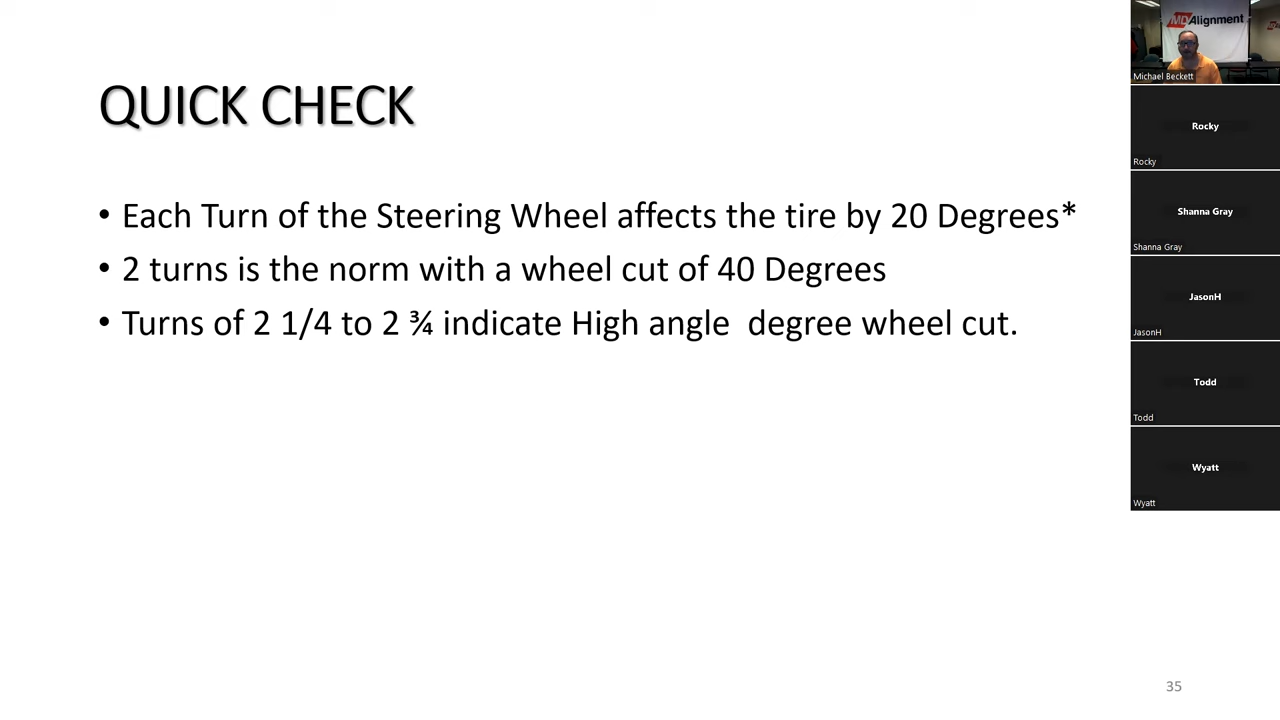 QUICK CHECK
• Each Turn of the Steering Wheel affects the tire by 20 Degrees*
• 2 turns is the norm with a wheel cut of 40 Degrees
• Turns of 2 1/4 to 2 ¾ indicate High angle  degree wheel cut.
35
MD Alignment
Michael Beckett
Rocky
Rocky
Shanna Gray
Shanna Gray
JasonH
JasonH
Todd
Todd
Wyatt
Wyatt